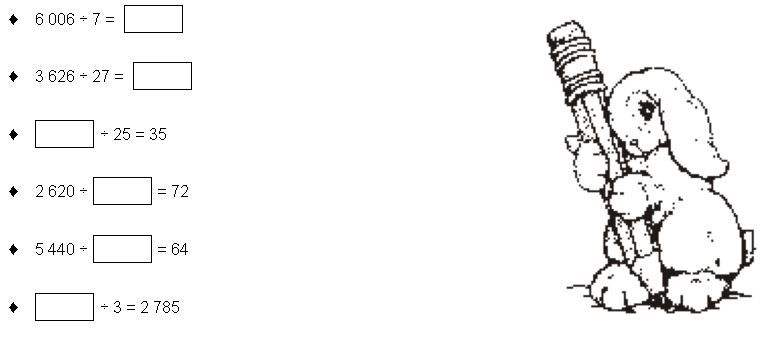 ♦ 6 006 ÷ 7 =
♦ 3 626 ÷ 27 =
♦ ÷ 25 = 35
♦ 2 620 ÷ = 72
♦ 5 440 ÷ = 64
♦ ÷ 3 = 2 785